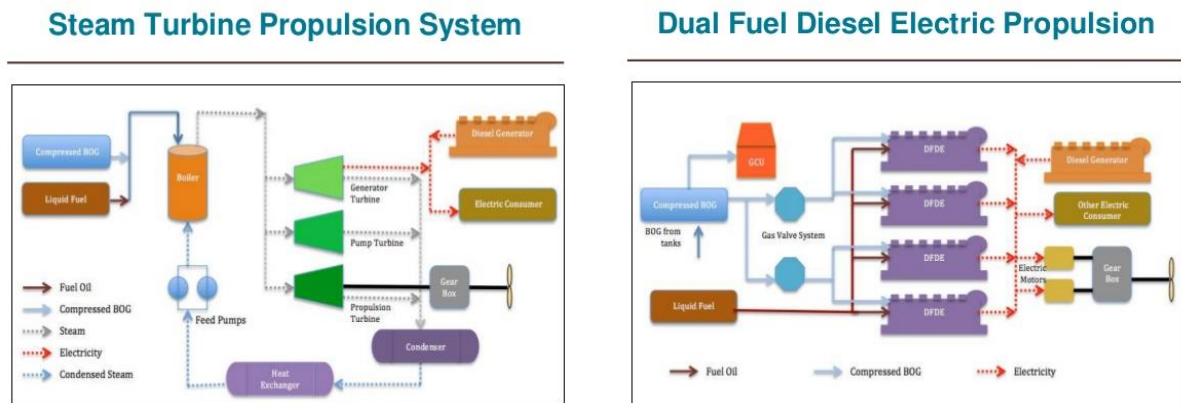 Steam Turbine Propulsion System
Compressed BOG
Liquid Fuel
Boiler
Diesel Generator
Generator
Turbine
Electric Consumer
Pump Turbine
Gear
Box
Propulsion
Turbine
Feed Pumps
Condenser
Heat
Exchanger
Fuel Oil
Compressed BOG
Steam
Electricity
Condensed Steam
Dual Fuel Diesel Electric Propulsion
GCU
DFDE
Diesel Generator
Compressed BOG
DFDE
Other Electric
Consumer
BOG from
tanks
Gas Valve System
DFDE
Electric
Motors
Gear
Box
Liquid Fuel
DFDE
Fuel Oil
Compressed BOG
Electricity